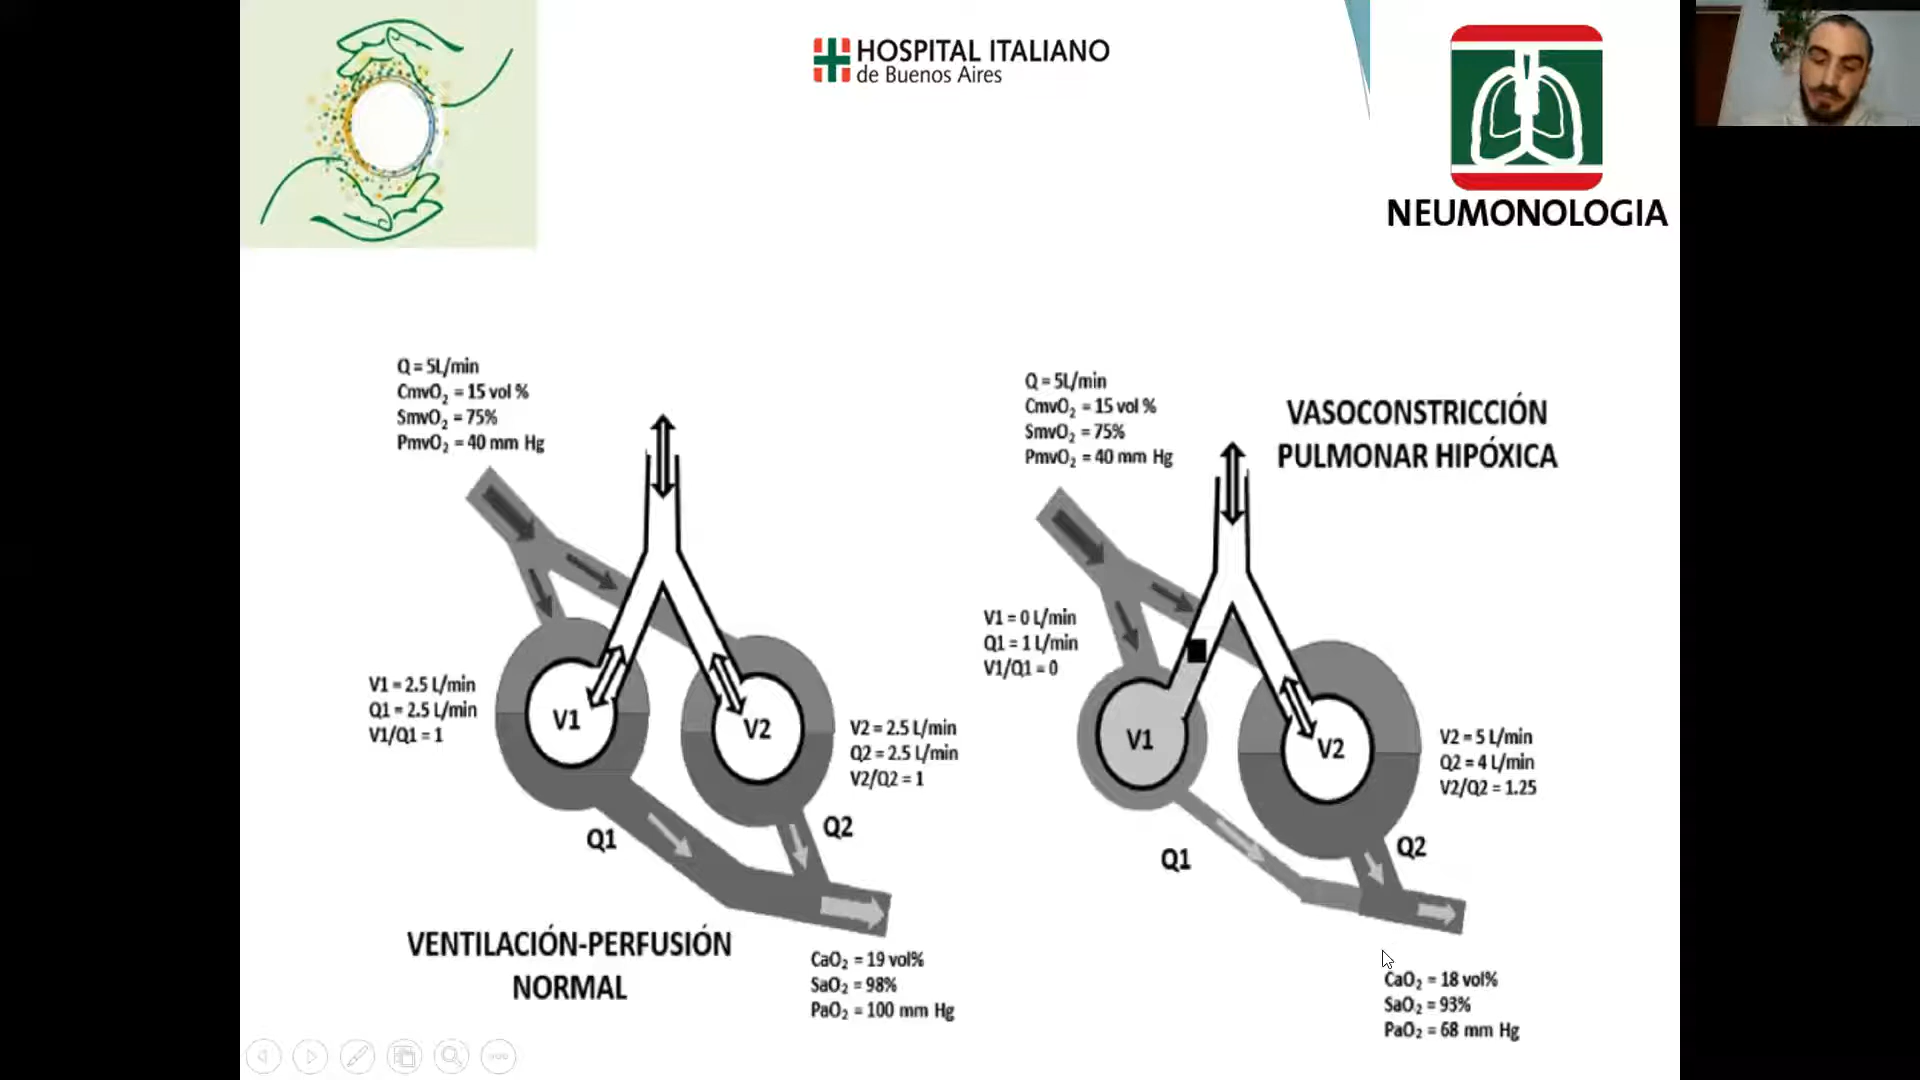 HOSPITAL ITALIANO
de Buenos Aires
NEUMONOLOGIA
Q = 5L/min
CmvO₂ = 15 vol %
SmvO₂ = 75%
PmvO₂ = 40 mm Hg
V1 = 2.5 L/min
Q1 = 2.5 L/min
V1/Q1 = 1
V1
V2
V2 = 2.5 L/min
Q2 = 2.5 L/min
V2/Q2 = 1
Q1
Q2
VENTILACIÓN-PERFUSIÓN
NORMAL
CaO₂ = 19 vol%
SaO₂ = 98%
PaO₂ = 100 mm Hg
Q = 5L/min
CmvO₂ = 15 vol %
SmvO₂ = 75%
PmvO₂ = 40 mm Hg
VASOCONSTRICCIÓN
PULMONAR HIPÓXICA
V1 = 0 L/min
Q1 = 1 L/min
V1/Q1 = 0
V1
V2
V2 = 5 L/min
Q2 = 4 L/min
V2/Q2 = 1.25
Q1
Q2
CaO₂ = 18 vol%
SaO₂ = 93%
PaO₂ = 68 mm Hg